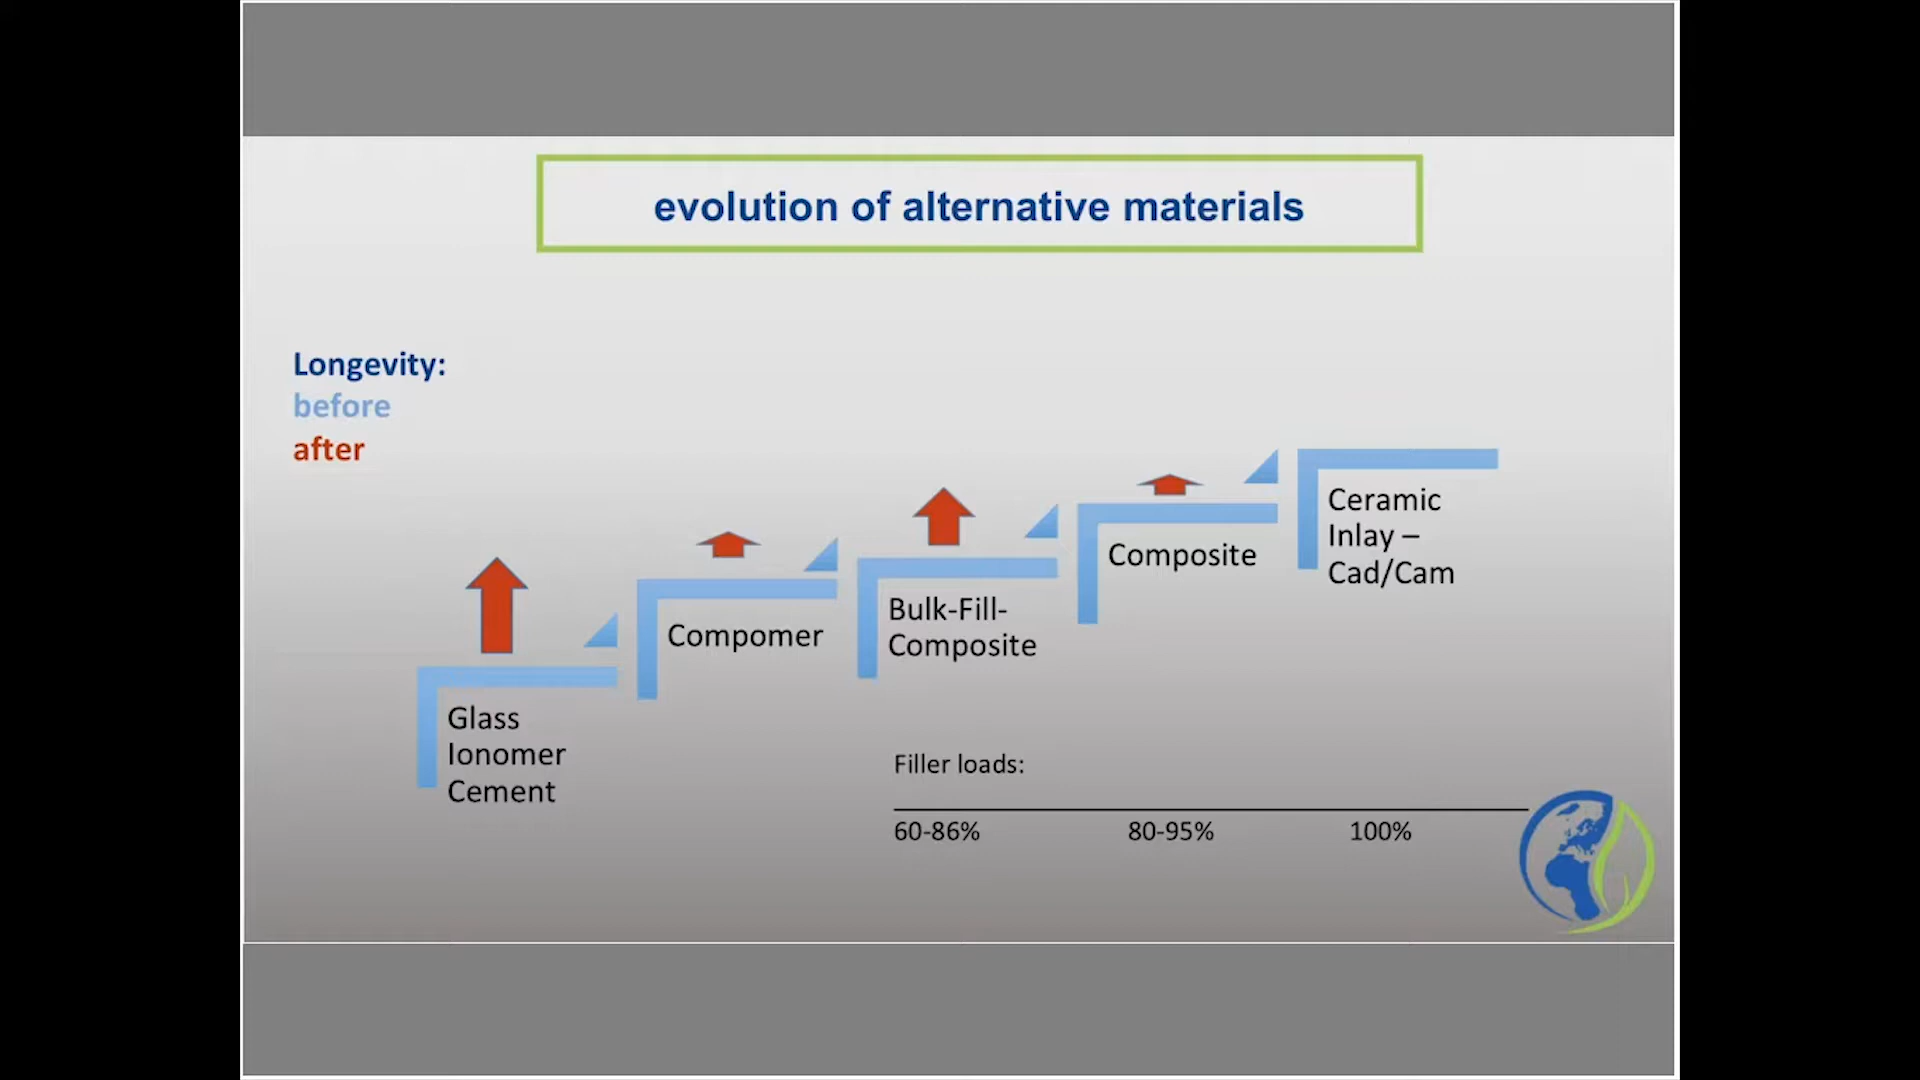 evolution of alternative materials
Longevity:
before
after
Glass
Ionomer
Cement
Compomer
Bulk-Fill-
Composite
Composite
Ceramic
Inlay –
Cad/Cam
Filler loads:
60-86%
80-95%
100%